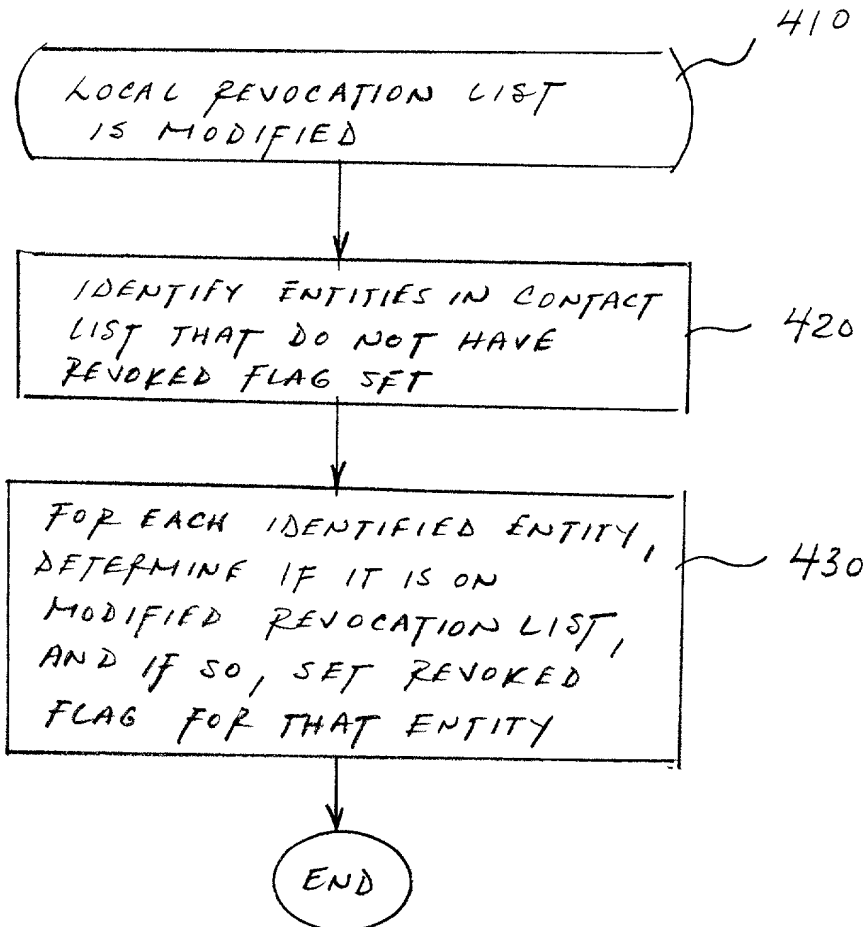 410
LOCAL REVOCATION LIST
IS MODIFIED
IDENTIFY ENTITIES IN CONTACT
LIST THAT DO NOT HAVE
REVOKED FLAG SET
420
FOR EACH IDENTIFIED ENTITY,
DETERMINE IF IT IS ON
MODIFIED REVOCATION LIST,
AND IF SO, SET REVOKED
FLAG FOR THAT ENTITY
430
END